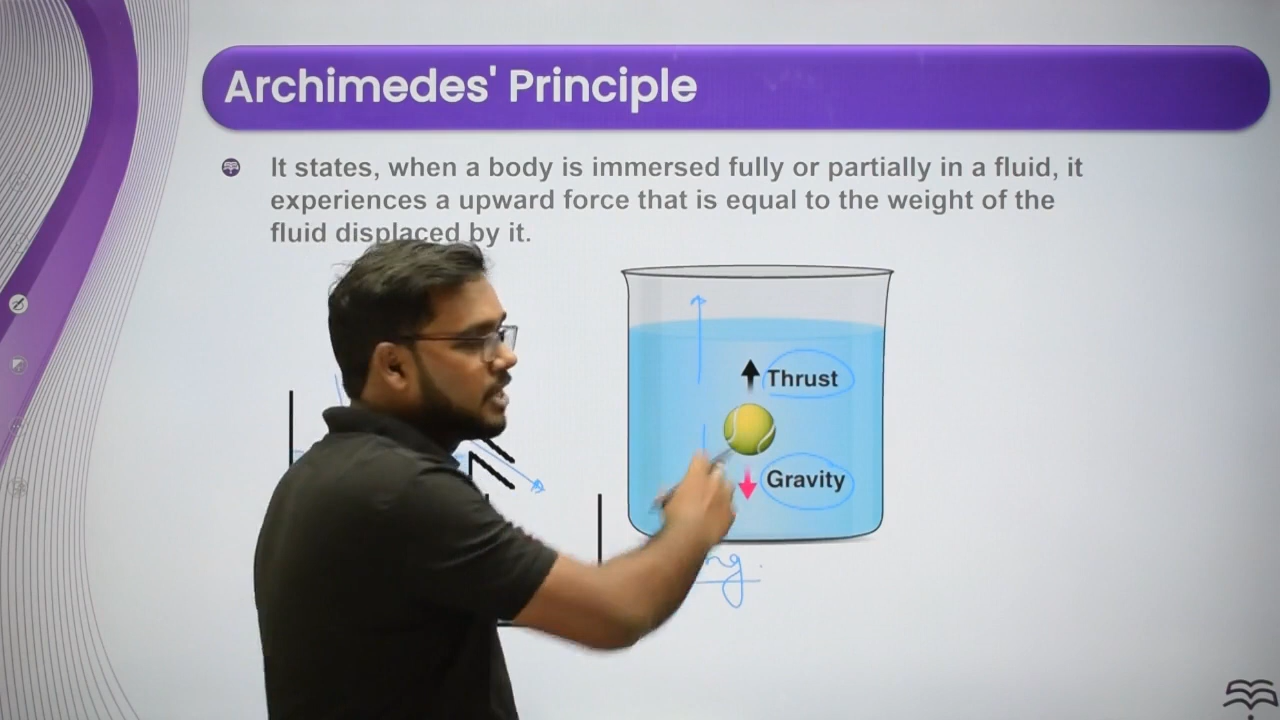 Archimedes' Principle
It states, when a body is immersed fully or partially in a fluid, it
experiences a upward force that is equal to the weight of the
fluid displaced by it.
Thrust
Gravity
mg.